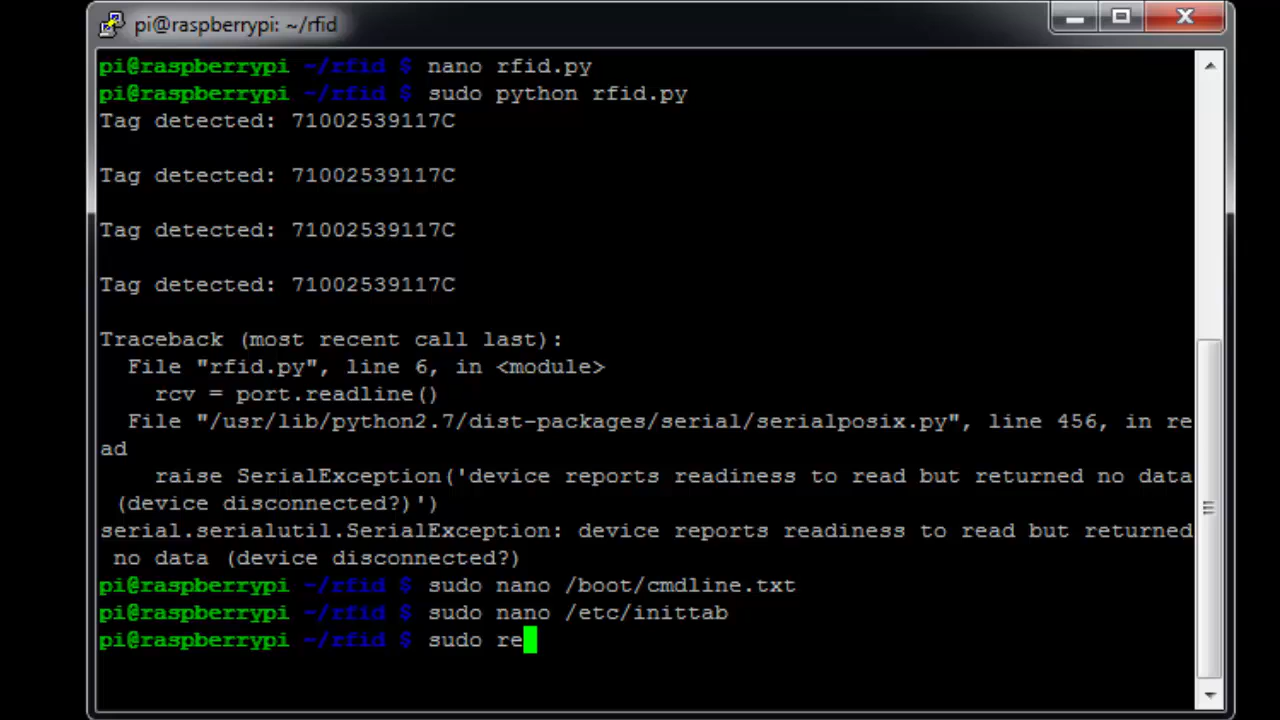 pi@raspberrypi: ~/rfid
pi@raspberrypi ~/rfid $ nano rfid.py
pi@raspberrypi ~/rfid $ sudo python rfid.py
Tag detected: 71002539117C
Tag detected: 71002539117C
Tag detected: 71002539117C
Tag detected: 71002539117C
Traceback (most recent call last):
  File "rfid.py", line 6, in <module>
    rcv = port.readline()
  File "/usr/lib/python2.7/dist-packages/serial/serialposix.py", line 456, in re
ad
    raise SerialException('device reports readiness to read but returned no data
 (device disconnected?)')
serial.serialutil.SerialException: device reports readiness to read but returned
 no data (device disconnected?)
pi@raspberrypi ~/rfid $ sudo nano /boot/cmdline.txt
pi@raspberrypi ~/rfid $ sudo nano /etc/inittab
pi@raspberrypi ~/rfid $ sudo re